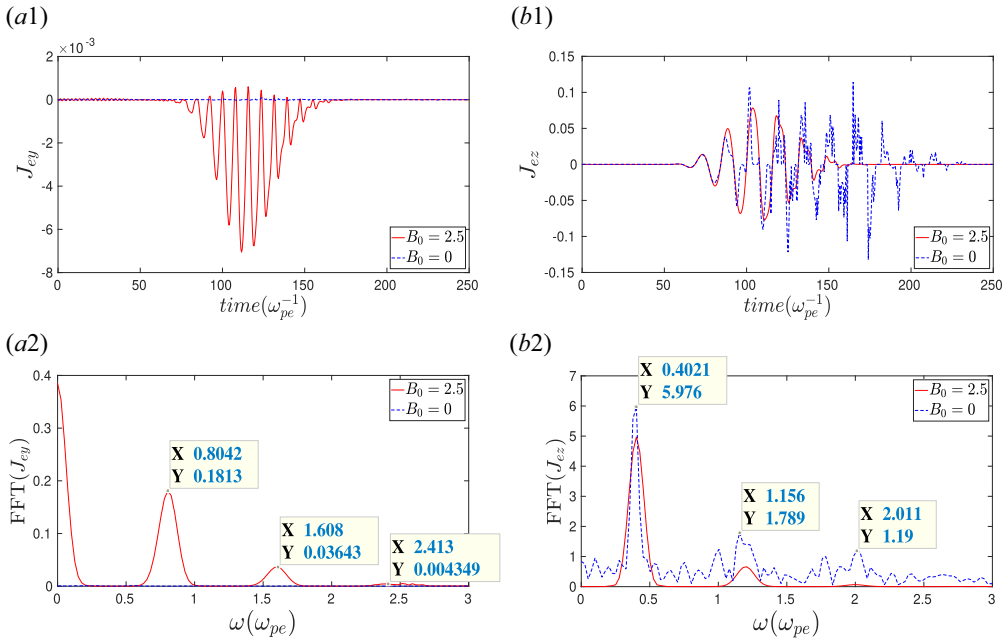 (a1)
×10⁻³
2
0
-2
-4
-6
-8
J_ey
0 50 100 150 200 250
time(ω_pe^-1)
B₀ = 2.5
B₀ = 0
(b1)
0.15
0.1
0.05
0
-0.05
-0.1
-0.15
J_ez
0 50 100 150 200 250
time(ω_pe^-1)
B₀ = 2.5
B₀ = 0
(a2)
0.4
0.3
0.2
0.1
0
FFT(J_ey)
B₀ = 2.5
B₀ = 0
X 0.8042
Y 0.1813
X 1.608
Y 0.03643
X 2.413
Y 0.004349
0 0.5 1 1.5 2 2.5 3
ω(ω_pe)
(b2)
7
6
5
4
3
2
1
0
FFT(J_ez)
X 0.4021
Y 5.976
B₀ = 2.5
B₀ = 0
X 1.156
Y 1.789
X 2.011
Y 1.19
0 0.5 1 1.5 2 2.5 3
ω(ω_pe)